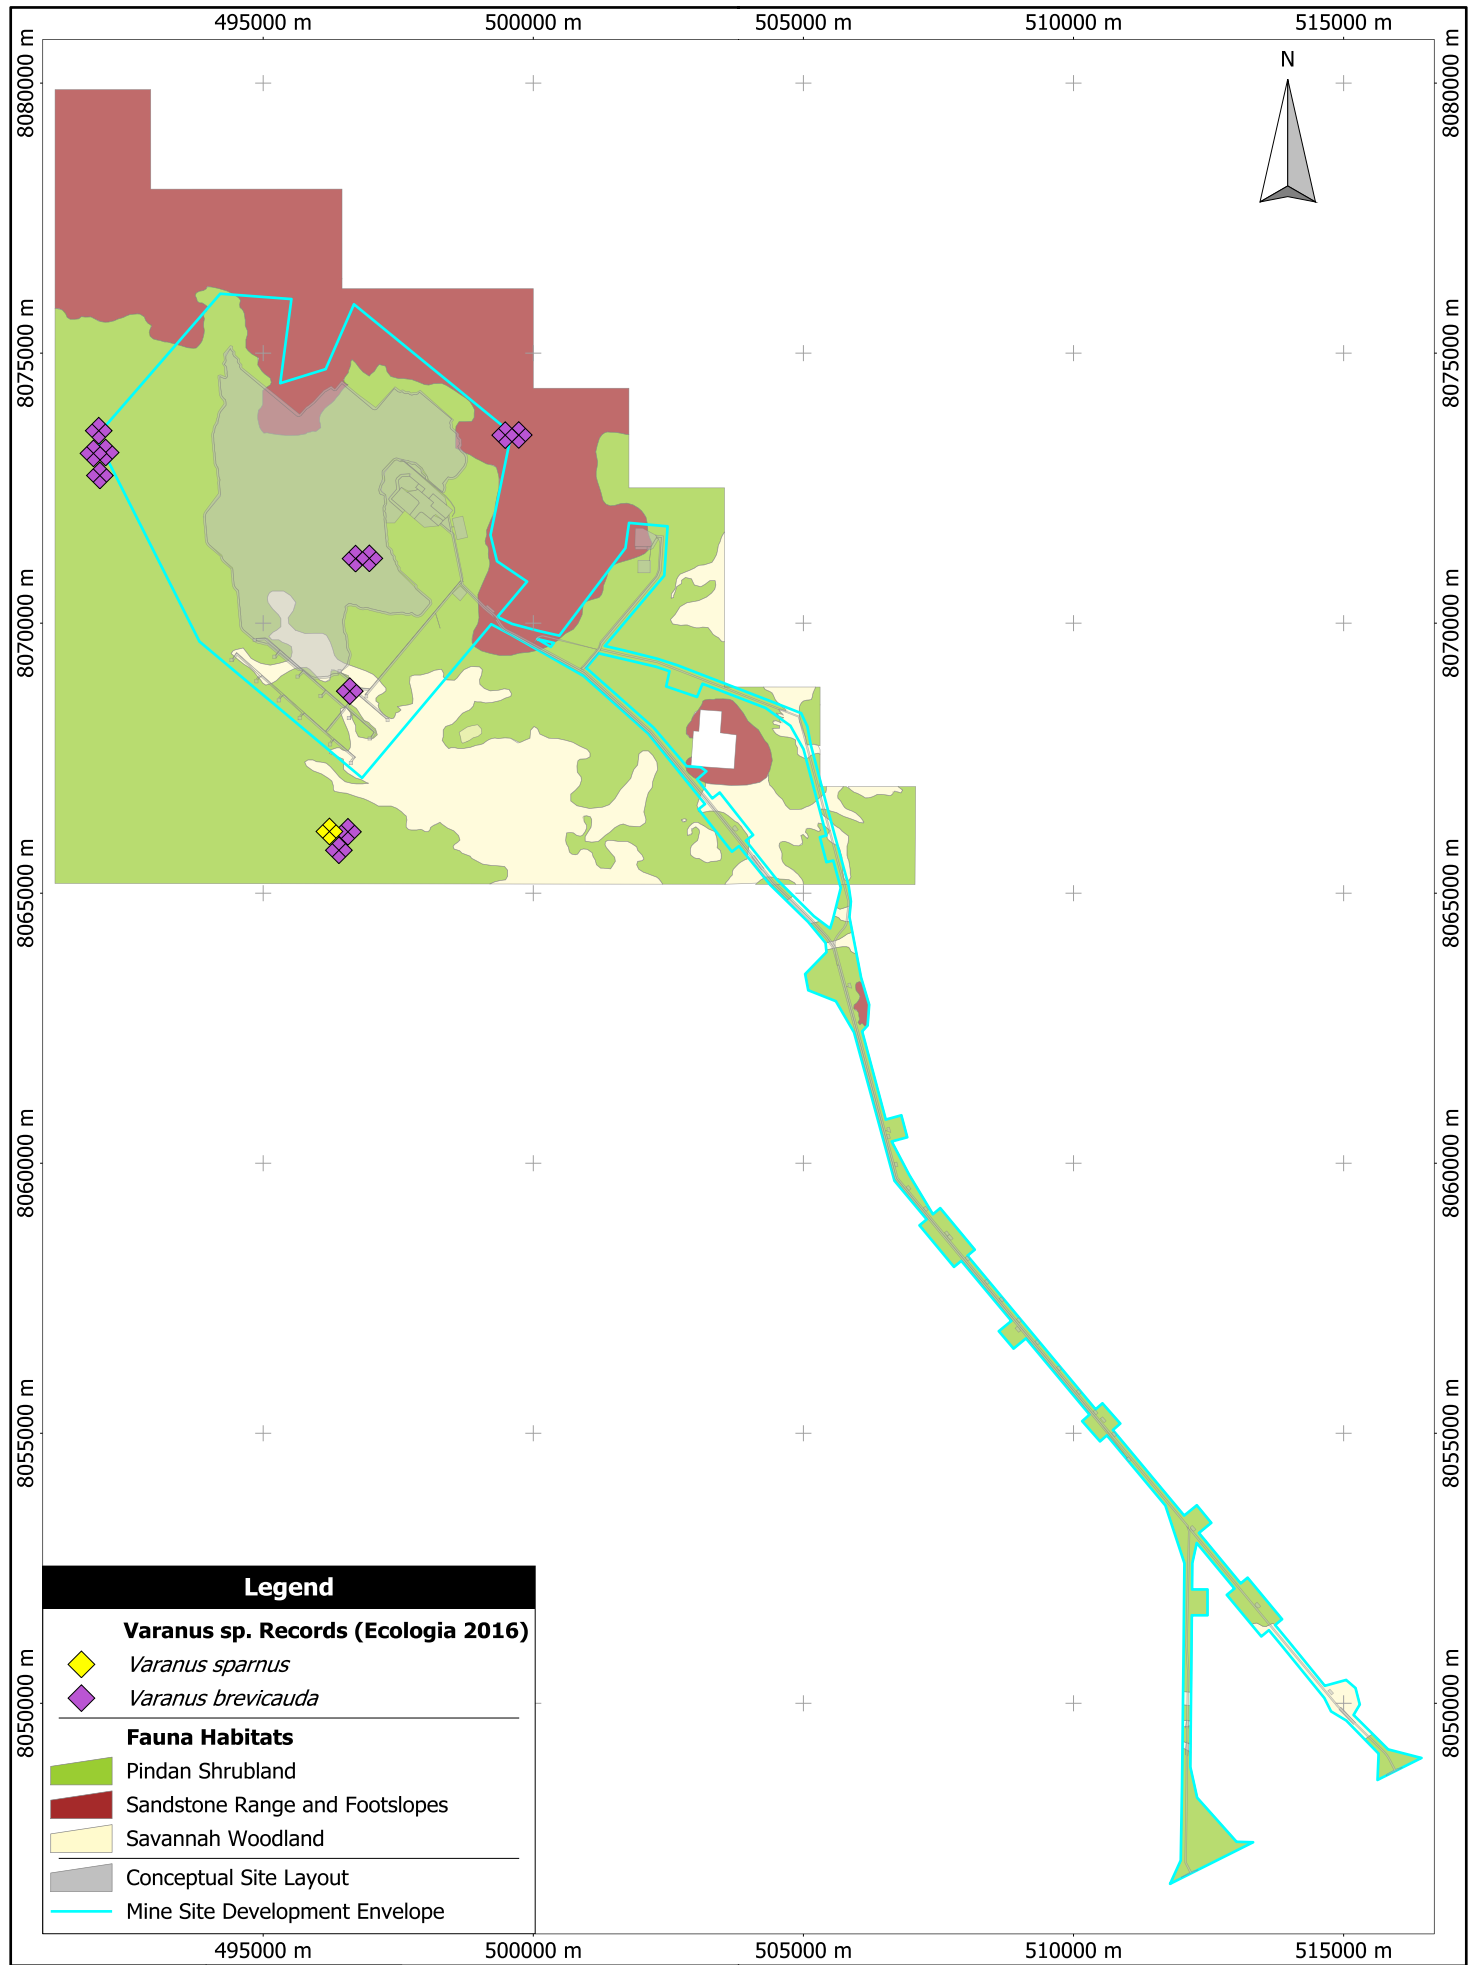 495000 m 500000 m 505000 m 510000 m 515000 m
8080000 m 8080000 m
N
8075000 m 8075000 m
8070000 m 8070000 m
8065000 m 8065000 m
8060000 m 8060000 m
8055000 m 8055000 m
8050000 m 8050000 m
Legend
Varanus sp. Records (Ecologia 2016)
Varanus sparnus
Varanus brevicauda
Fauna Habitats
Pindan Shrubland
Sandstone Range and Footslopes
Savannah Woodland
Conceptual Site Layout
Mine Site Development Envelope
495000 m 500000 m 505000 m 510000 m 515000 m